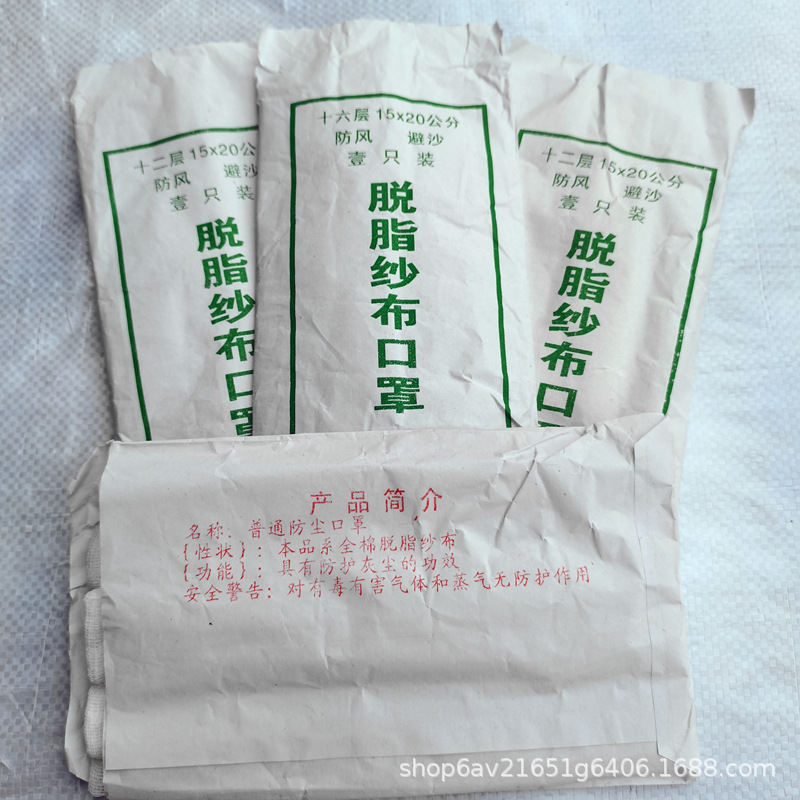 十二层 15x20公分
防风 避沙
壹只装
脱脂纱布口罩
十六层 15x20公分
防风 避沙
壹只装
脱脂纱布口罩
十二层 15x20公分
防风 避沙
壹只装
脱脂纱布口
产品简介
名称：普通防尘口罩
{性状}：本品系全棉脱脂纱布
{功能}：具有防护灰尘的功效
安全警告：对有毒有害气体和蒸气无防护作用
shop6av21651g6406.1688.com